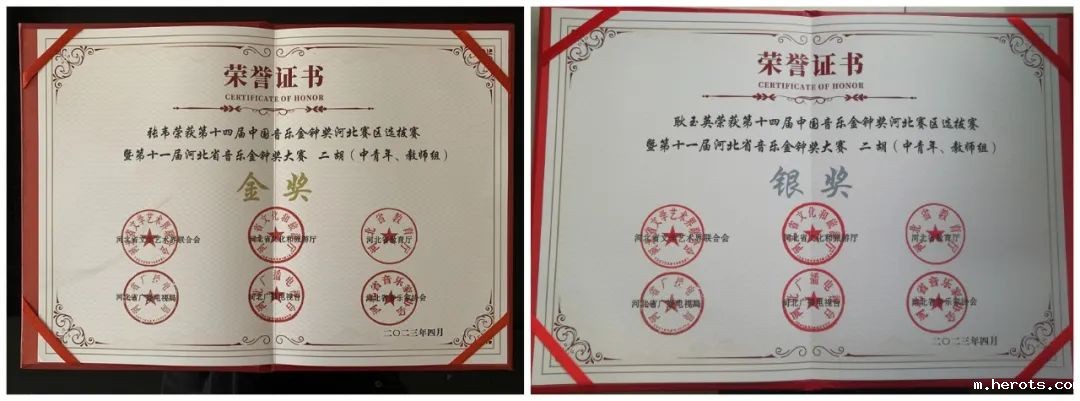 荣誉证书
CERTIFICATE OF HONOR
张韦荣获第十四届中国音乐金钟奖河北赛区选拔赛
暨第十一届河北省音乐金钟奖大赛 二胡（中青年、教师组）
金奖
河北省文学艺术界联合会 河北省文化和旅游厅 河北省教育厅
河北省广播电视局 河北广播电视台 河北省音乐家协会
二〇二三年四月
荣誉证书
CERTIFICATE OF HONOR
耿玉英荣获第十四届中国音乐金钟奖河北赛区选拔赛
暨第十一届河北省音乐金钟奖大赛 二胡（中青年、教师组）
银奖
河北省文学艺术界联合会 河北省文化和旅游厅 河北省教育厅
河北省广播电视局 河北广播电视台 河北省音乐家协会
二〇二三年四月
m.herots.com